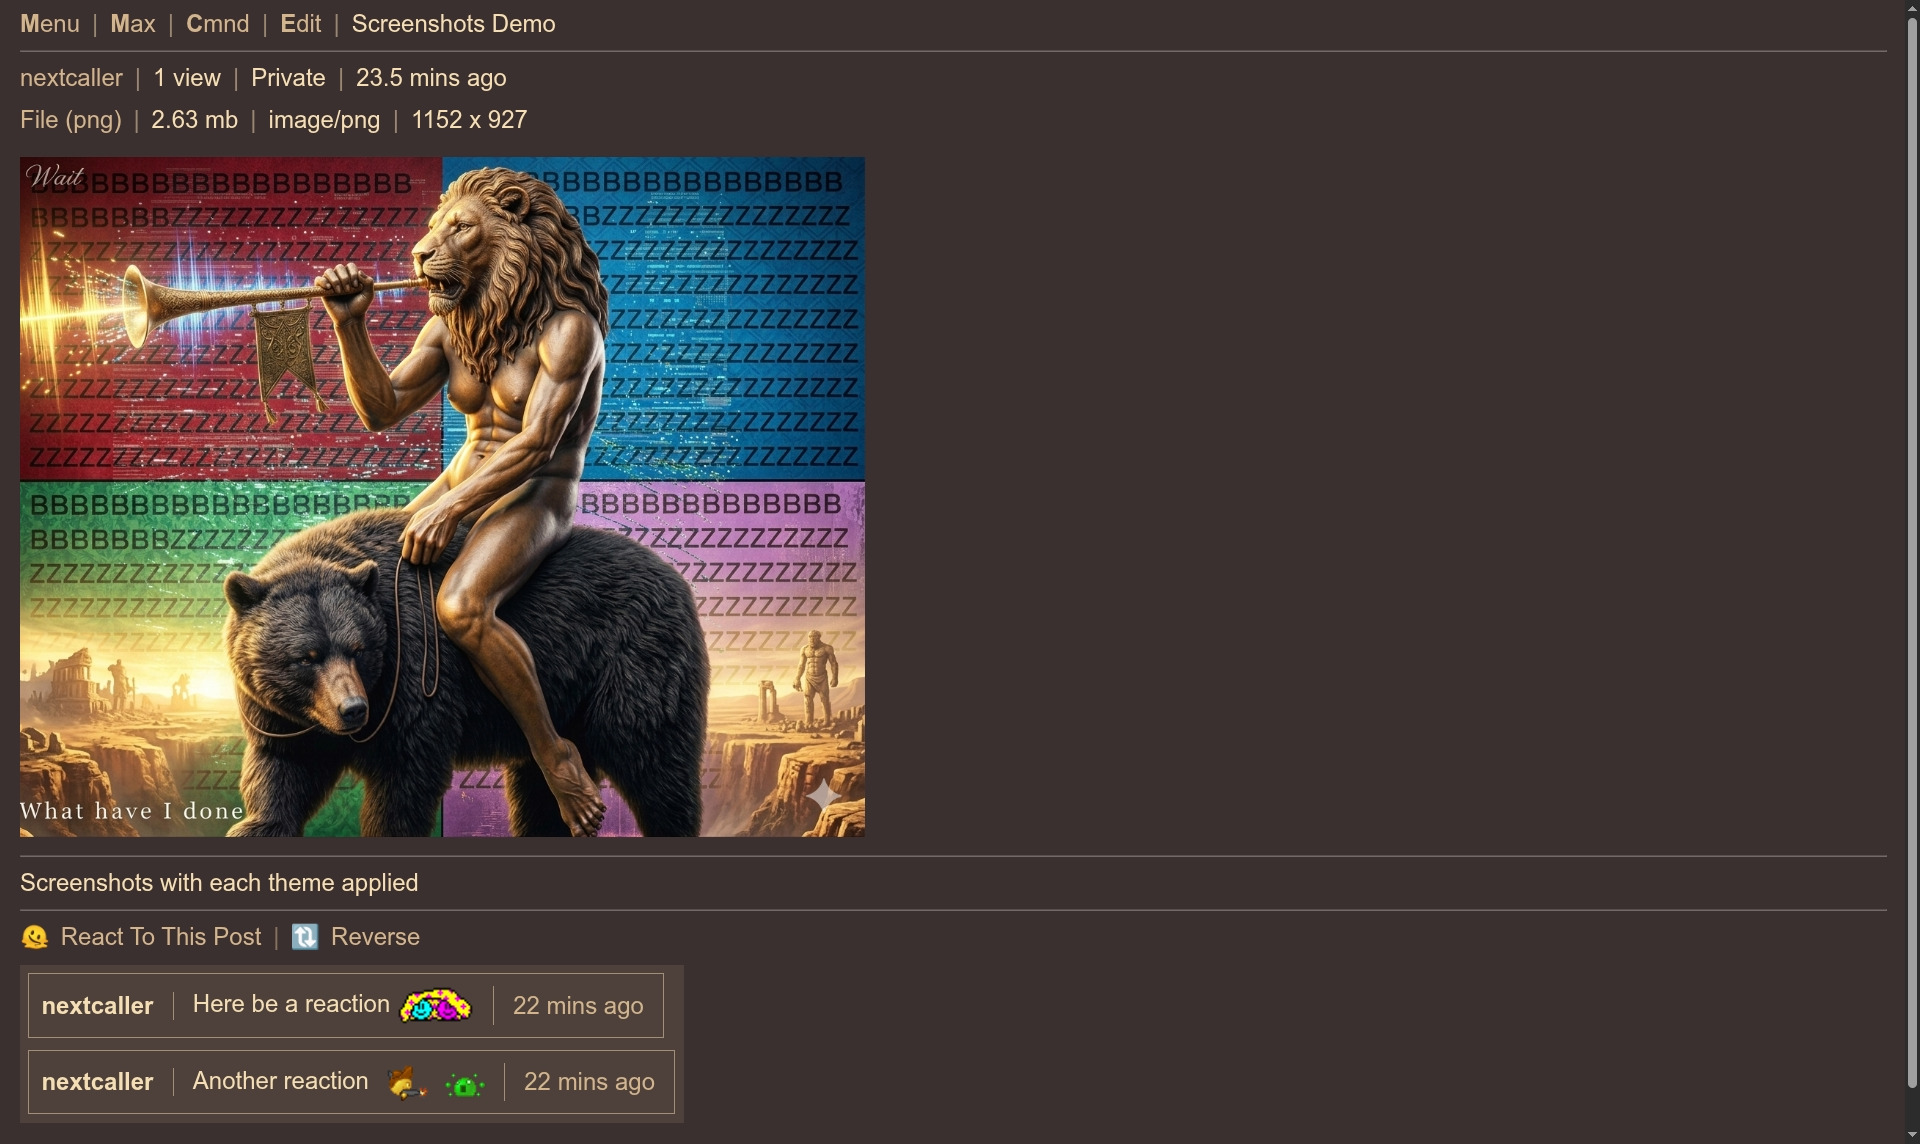 Menu | Max | Cmnd | Edit | Screenshots Demo
nextcaller | 1 view | Private | 23.5 mins ago
File (png) | 2.63 mb | image/png | 1152 x 927
Wait
What have I done
Screenshots with each theme applied
React To This Post | Reverse
nextcaller | Here be a reaction | 22 mins ago
nextcaller | Another reaction | 22 mins ago